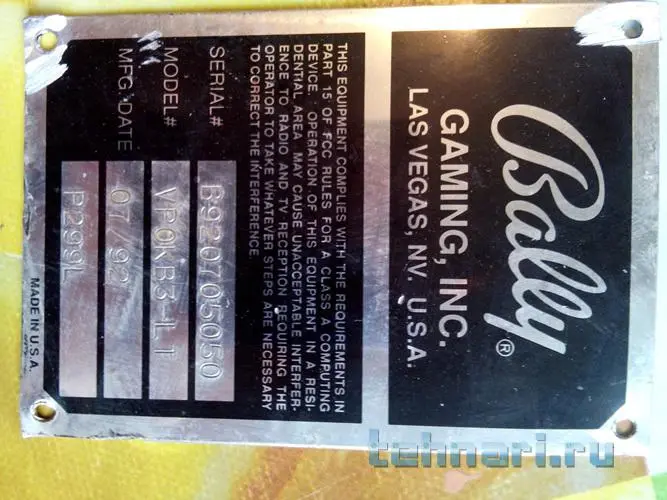 Bally®
GAMING, INC.
LAS VEGAS, NV. U.S.A.
THIS EQUIPMENT COMPLIES WITH THE REQUIREMENTS IN
PART 15 OF FCC RULES FOR A CLASS A COMPUTING
DEVICE. OPERATION OF THIS EQUIPMENT IN A RESI-
DENTIAL AREA MAY CAUSE UNACCEPTABLE INTERFER-
ENCE TO RADIO AND TV RECEPTION REQUIRING THE
OPERATOR TO TAKE WHATEVER STEPS ARE NECESSARY
TO CORRECT THE INTERFERENCE.
SERIAL# B920705050
MODEL# VP0KB3-L1
MFG DATE 07/92
P299L
MADE IN U.S.A.
tehnari.ru